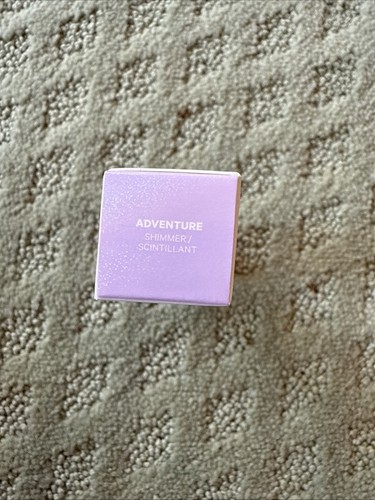 ADVENTURE
SHIMMER /
SCINTILLANT